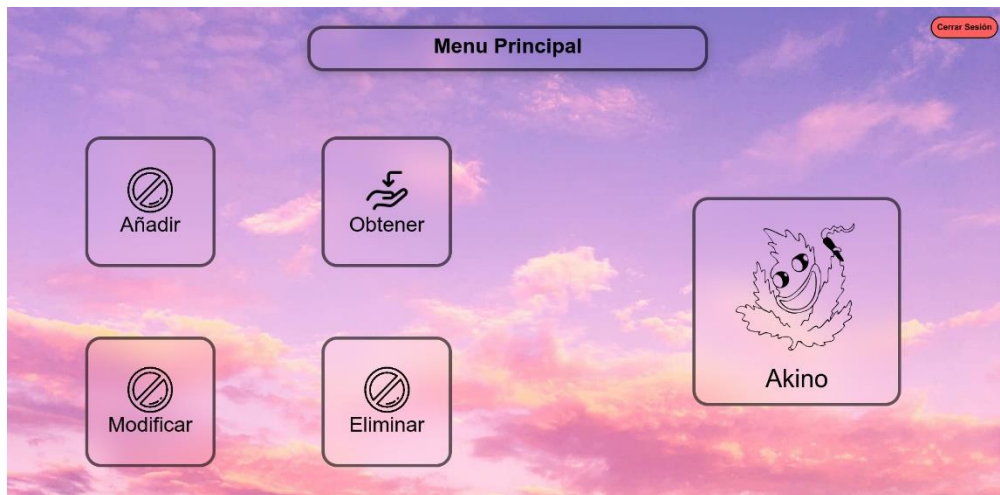 Menu Principal
Cerrar Sesión
Añadir
Obtener
Akino
Modificar
Eliminar